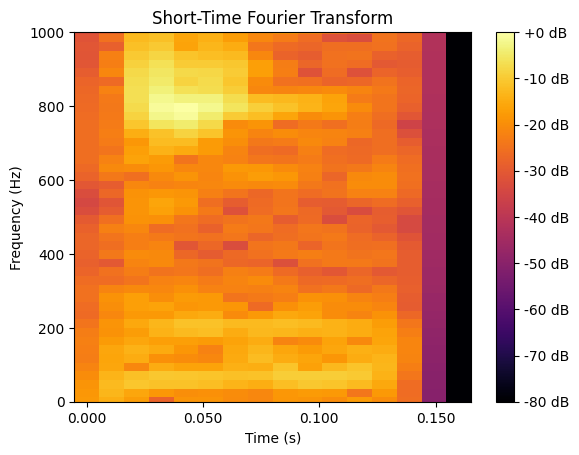 Short-Time Fourier Transform
1000
800
600
400
200
0
Frequency (Hz)
0.000
0.050
0.100
0.150
Time (s)
+0 dB
-10 dB
-20 dB
-30 dB
-40 dB
-50 dB
-60 dB
-70 dB
-80 dB